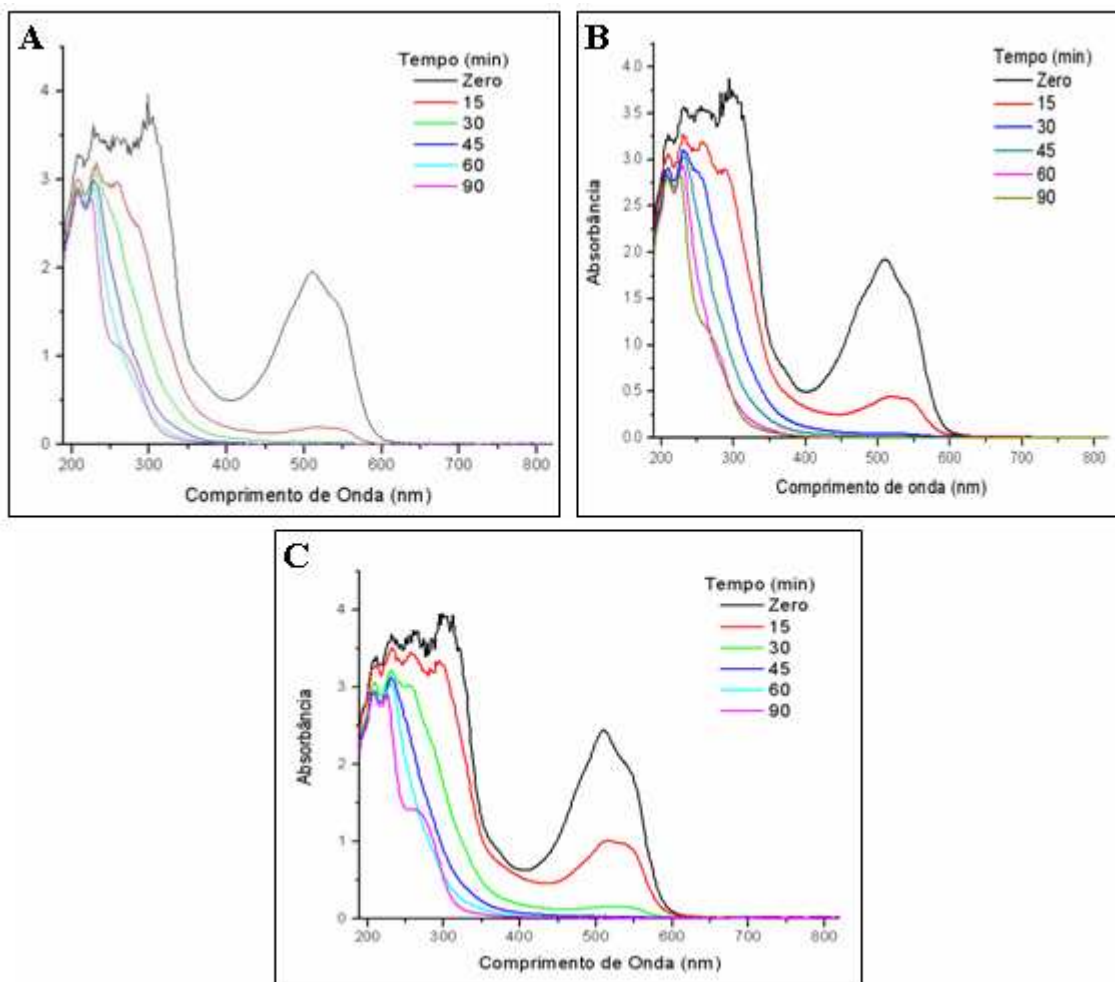 A
Tempo (min)
Zero
15
30
45
60
90
4
3
2
1
0
200 300 400 500 600 700 800
Comprimento de Onda (nm)
B
Tempo (min)
Zero
15
30
45
60
90
Absorbância
4.0
3.5
3.0
2.5
2.0
1.5
1.0
0.5
0.0
200 300 400 500 600 700 800
Comprimento de onda (nm)
C
Tempo (min)
Zero
15
30
45
60
90
Absorbância
4
3
2
1
0
200 300 400 500 600 700 800
Comprimento de Onda (nm)